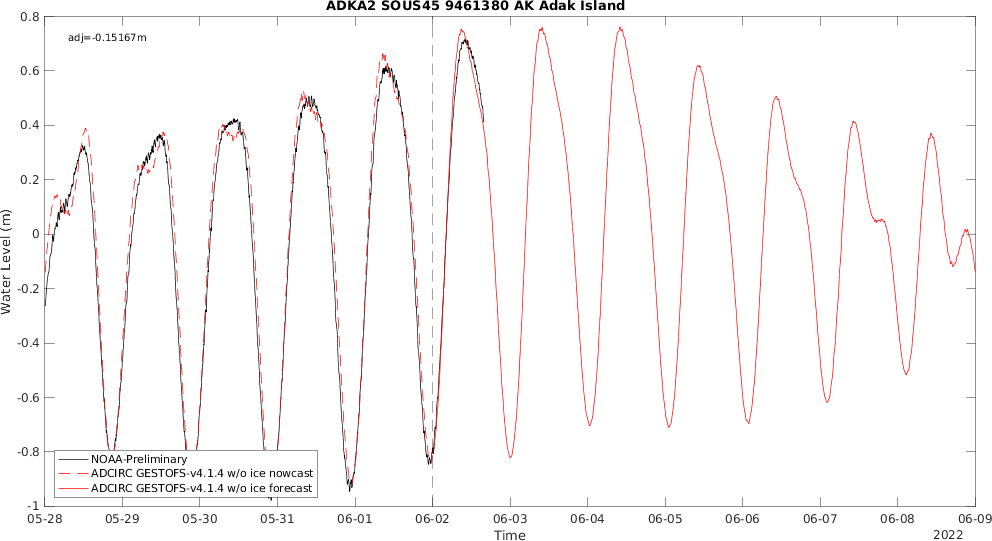 ADKA2 SOUS45 9461380 AK Adak Island
adj=-0.15167m
0.8
0.6
0.4
0.2
0
-0.2
-0.4
-0.6
-0.8
-1
Water Level (m)
NOAA-Preliminary
ADCIRC GESTOFS-v4.1.4 w/o ice nowcast
ADCIRC GESTOFS-v4.1.4 w/o ice forecast
05-28 05-29 05-30 05-31 06-01 06-02 06-03 06-04 06-05 06-06 06-07 06-08 06-09
Time
2022